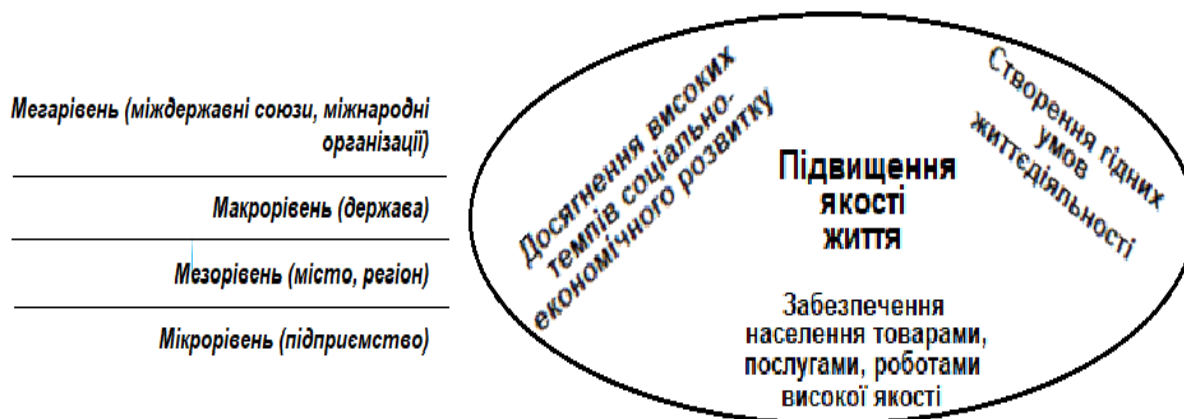 Мегарівень (міждержавні союзи, міжнародні
організації)
Макрорівень (держава)
Мезорівень (місто, регіон)
Мікрорівень (підприємство)
Досягнення високих
темпів соціально-
економічного розвитку
Підвищення
якості
життя
Створення гідних
умов
життєдіяльності
Забезпечення
населення товарами,
послугами, роботами
високої якості